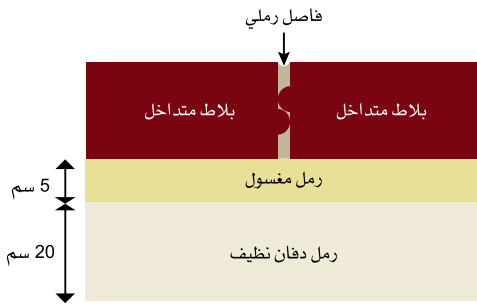 فاصل رملي
بلاط متداخل
بلاط متداخل
رمل مغسول
5 سم
رمل دفان نظيف
20 سم